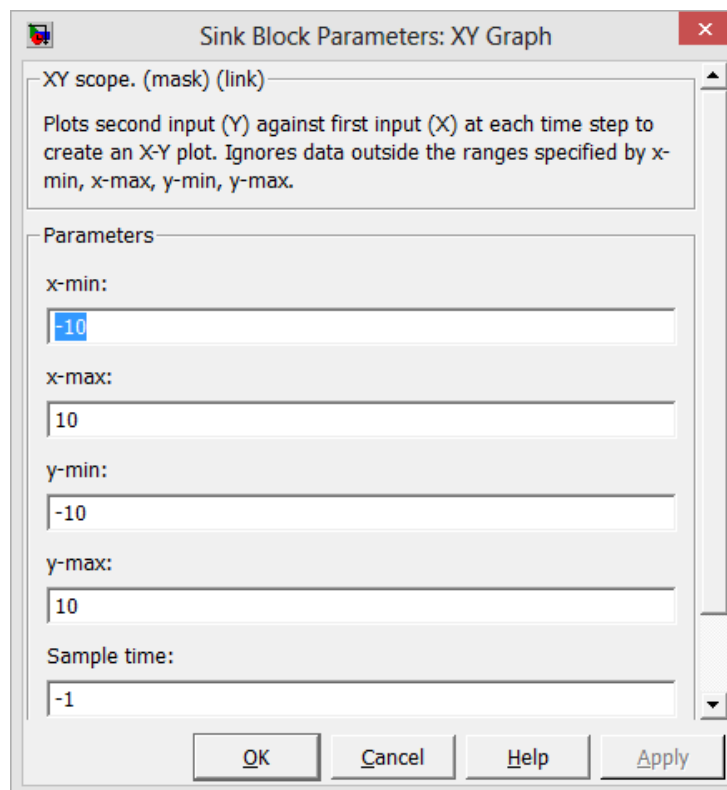 Sink Block Parameters: XY Graph
XY scope. (mask) (link)
Plots second input (Y) against first input (X) at each time step to
create an X-Y plot. Ignores data outside the ranges specified by x-
min, x-max, y-min, y-max.
Parameters
x-min:
-10
x-max:
10
y-min:
-10
y-max:
10
Sample time:
-1
OK Cancel Help Apply